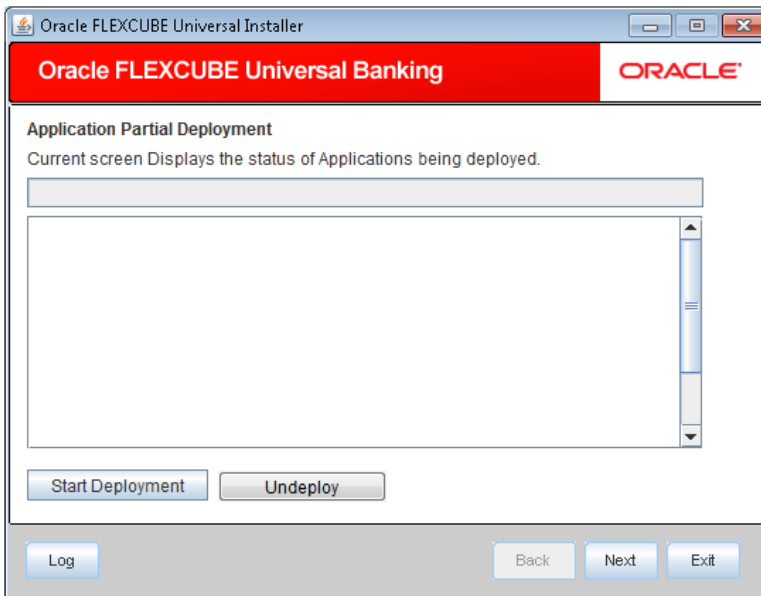 Oracle FLEXCUBE Universal Installer
Oracle FLEXCUBE Universal Banking
ORACLE
Application Partial Deployment
Current screen Displays the status of Applications being deployed.
Start Deployment
Undeploy
Log
Back
Next
Exit